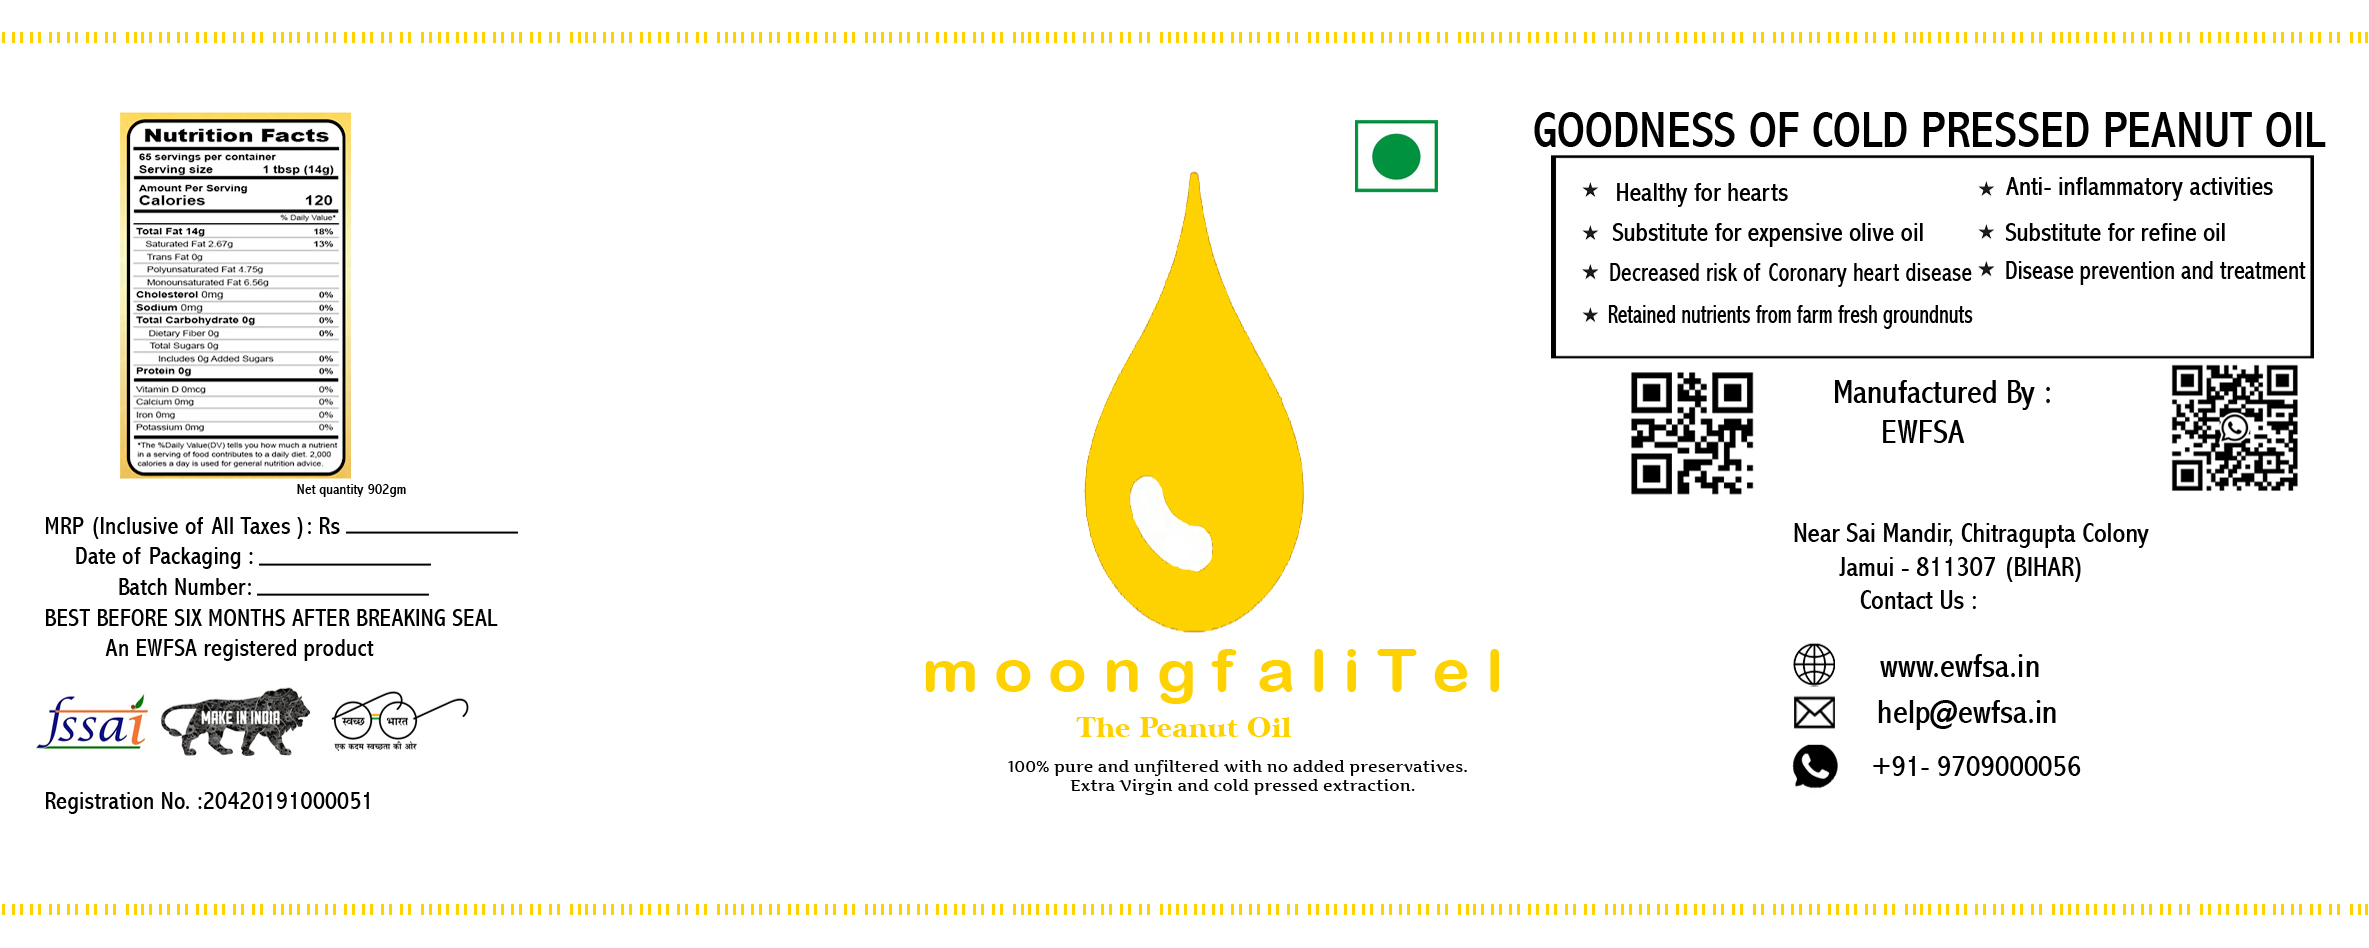 Nutrition Facts
65 servings per container
Serving size 1 tbsp (14g)
Amount Per Serving
Calories 120
% Daily Value*
Total Fat 14g 18%
Saturated Fat 2.67g 13%
Trans Fat 0g
Polyunsaturated Fat 4.75g
Monounsaturated Fat 6.56g
Cholesterol 0mg 0%
Sodium 0mg 0%
Total Carbohydrate 0g 0%
Dietary Fiber 0g 0%
Total Sugars 0g
Includes 0g Added Sugars 0%
Protein 0g 0%
Vitamin D 0mcg 0%
Calcium 0mg 0%
Iron 0mg 0%
Potassium 0mg 0%
*The %Daily Value(DV) tells you how much a nutrient
in a serving of food contributes to a daily diet. 2,000
calories a day is used for general nutrition advice.
Net quantity 902gm
MRP (Inclusive of All Taxes ) : Rs
Date of Packaging :
Batch Number:
BEST BEFORE SIX MONTHS AFTER BREAKING SEAL
An EWFSA registered product
fssai
MAKE IN INDIA
स्वच्छ भारत
एक कदम स्वच्छता की ओर
Registration No. :20420191000051
moongfaliTel
The Peanut Oil
100% pure and unfiltered with no added preservatives.
Extra Virgin and cold pressed extraction.
GOODNESS OF COLD PRESSED PEANUT OIL
★ Healthy for hearts
★ Substitute for expensive olive oil
★ Decreased risk of Coronary heart disease
★ Retained nutrients from farm fresh groundnuts
★ Anti- inflammatory activities
★ Substitute for refine oil
★ Disease prevention and treatment
Manufactured By :
EWFSA
Near Sai Mandir, Chitragupta Colony
Jamui - 811307 (BIHAR)
Contact Us :
www.ewfsa.in
help@ewfsa.in
+91- 9709000056